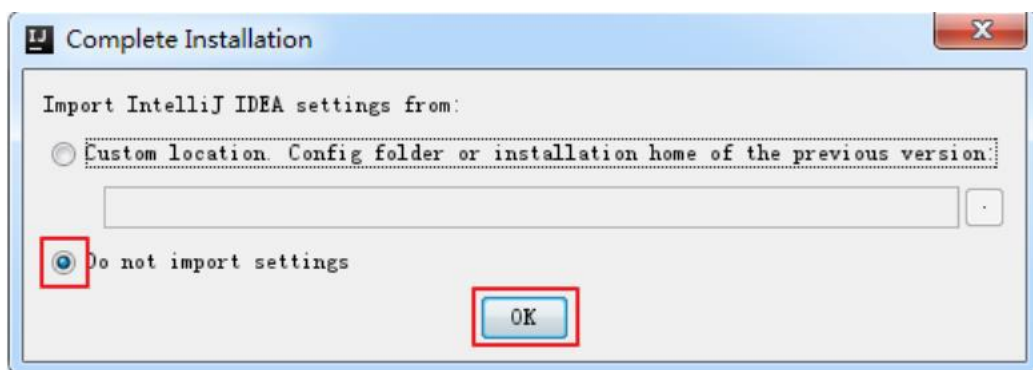 IJ Complete Installation
Import IntelliJ IDEA settings from:
Custom location. Config folder or installation home of the previous version:
.
Do not import settings
OK